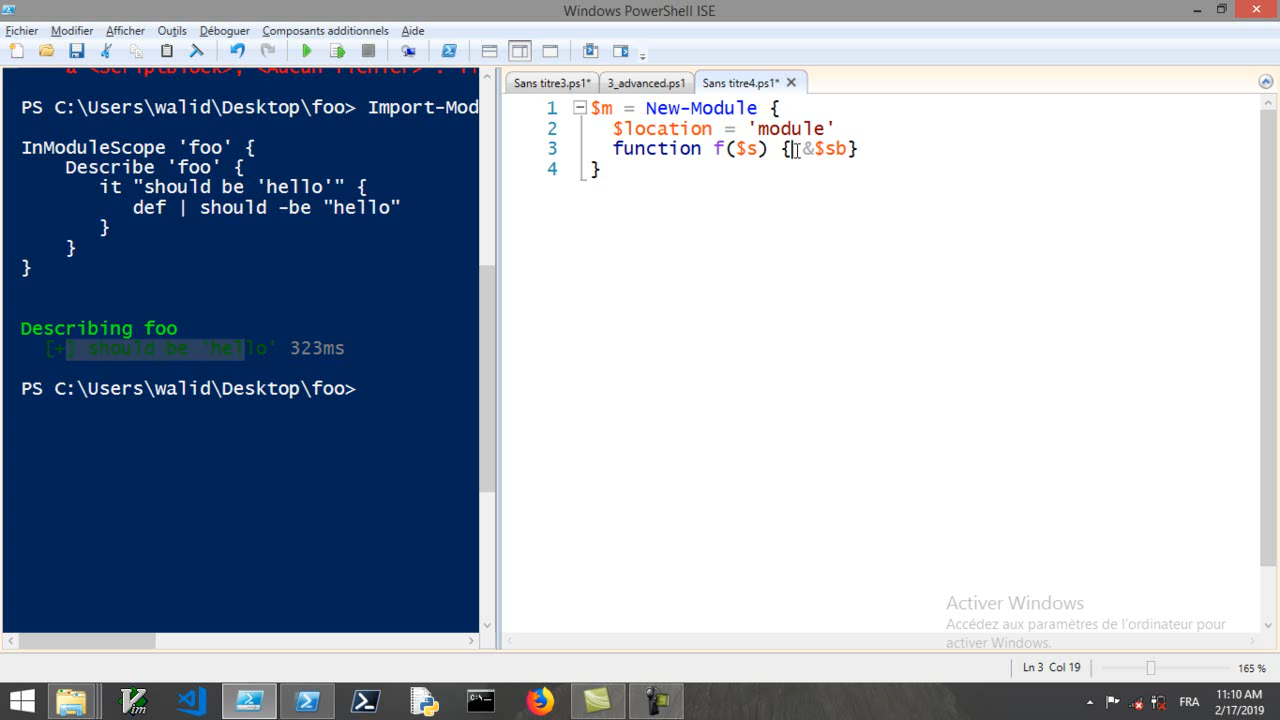 Windows PowerShell ISE
Fichier Modifier Afficher Outils Déboguer Composants additionnels Aide
Sans titre3.ps1* 3_advanced.ps1 Sans titre4.ps1*
a <ScriptBlock>, <Aucun fichier>
PS C:\Users\walid\Desktop\foo> Import-Mod
InModuleScope 'foo' {
Describe 'foo' {
it "should be 'hello'" {
def | should -be "hello"
}
}
}
Describing foo
[+] should be 'hello' 323ms
PS C:\Users\walid\Desktop\foo>
1 $m = New-Module {
2 $location = 'module'
3 function f($s) { &$sb}
4 }
Activer Windows
Accédez aux paramètres de l'ordinateur pour
activer Windows.
Ln 3 Col 19 165 %
FRA
11:10 AM
2/17/2019